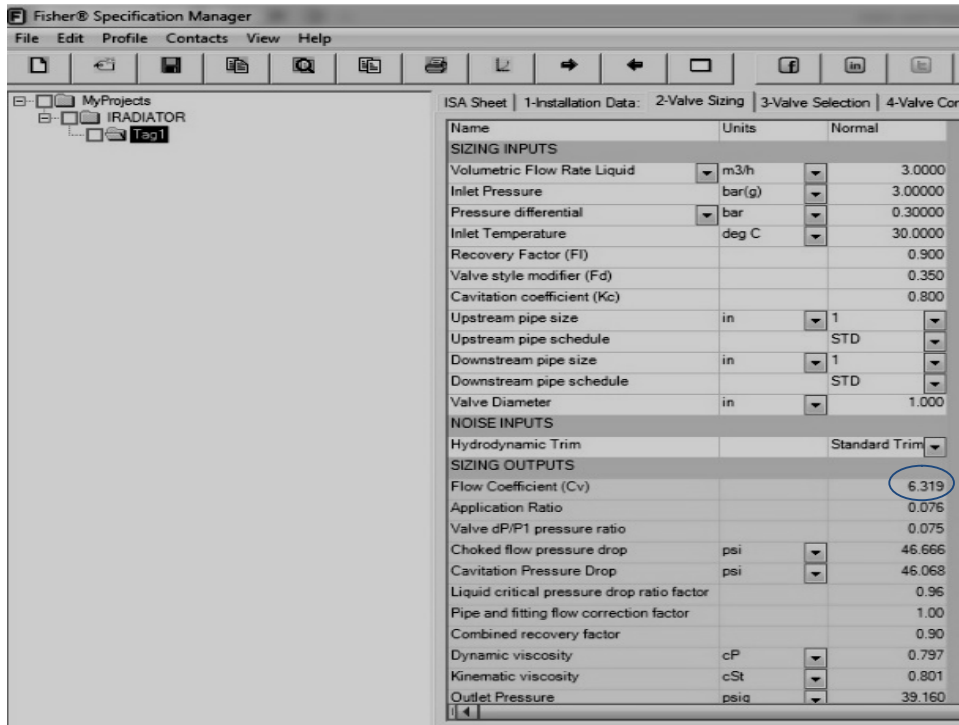 Fisher® Specification Manager
File Edit Profile Contacts View Help
MyProjects
IRADIATOR
Tag1
ISA Sheet 1-Installation Data: 2-Valve Sizing 3-Valve Selection 4-Valve Cor
Name Units Normal
SIZING INPUTS
Volumetric Flow Rate Liquid m3/h 3.0000
Inlet Pressure bar(g) 3.00000
Pressure differential bar 0.30000
Inlet Temperature deg C 30.0000
Recovery Factor (Fl) 0.900
Valve style modifier (Fd) 0.350
Cavitation coefficient (Kc) 0.800
Upstream pipe size in 1
Upstream pipe schedule STD
Downstream pipe size in 1
Downstream pipe schedule STD
Valve Diameter in 1.000
NOISE INPUTS
Hydrodynamic Trim Standard Trim
SIZING OUTPUTS
Flow Coefficient (Cv) 6.319
Application Ratio 0.076
Valve dP/P1 pressure ratio 0.075
Choked flow pressure drop psi 46.666
Cavitation Pressure Drop psi 46.068
Liquid critical pressure drop ratio factor 0.96
Pipe and fitting flow correction factor 1.00
Combined recovery factor 0.90
Dynamic viscosity cP 0.797
Kinematic viscosity cSt 0.801
Outlet Pressure psig 39.160